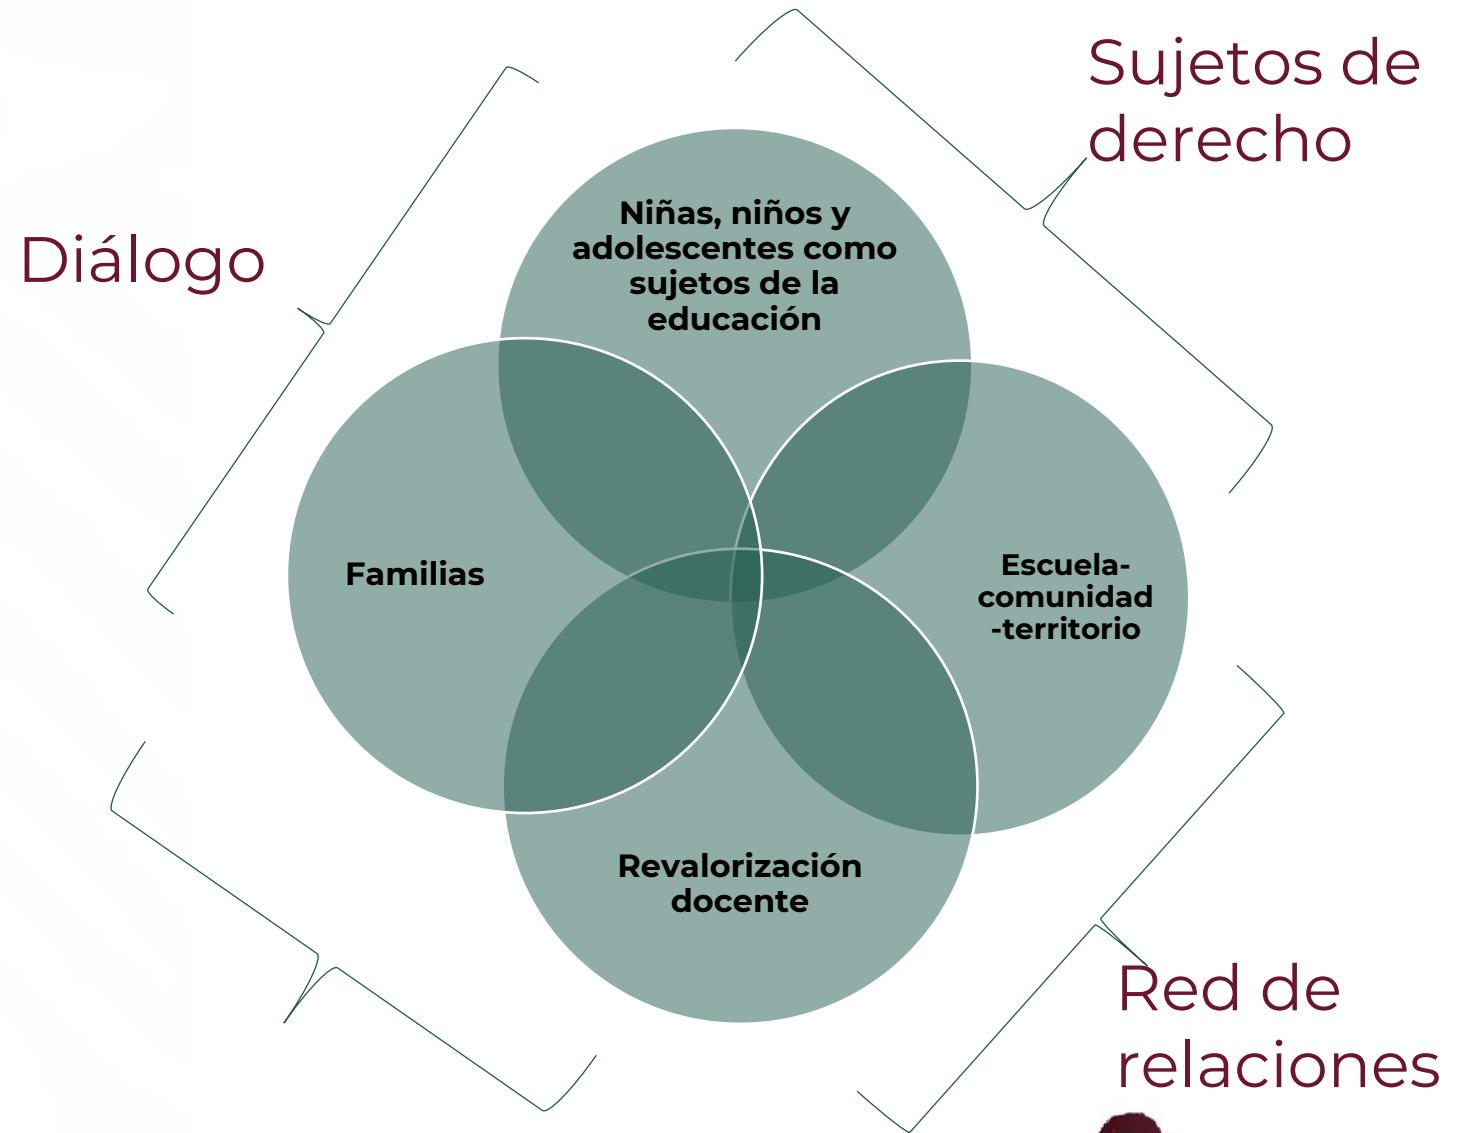 Sujetos de
derecho
Diálogo
Niñas, niños y
adolescentes como
sujetos de la
educación
Familias
Escuela-
comunidad
-territorio
Revalorización
docente
Red de
relaciones